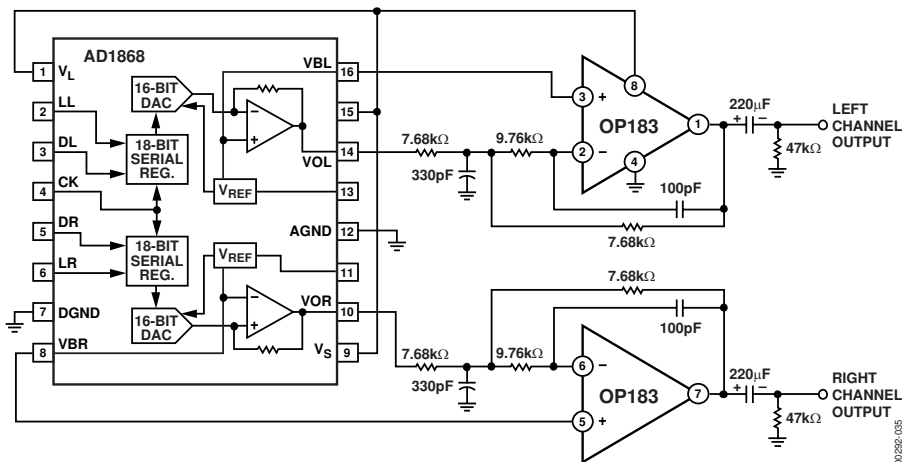 AD1868
1
VL
2
LL
3
DL
4
CK
5
DR
6
LR
7
DGND
8
VBR
16-BIT
DAC
18-BIT
SERIAL
REG.
VREF
18-BIT
SERIAL
REG.
VREF
16-BIT
DAC
VBL
16
15
VOL
14
13
AGND
12
11
VOR
10
VS
9
−
+
−
+
7.68kΩ
330pF
9.76kΩ
3
+
2
−
OP183
8
1
4
100pF
7.68kΩ
220µF
+ −
47kΩ
LEFT
CHANNEL
OUTPUT
7.68kΩ
100pF
7.68kΩ
330pF
9.76kΩ
6
−
5
+
OP183
7
220µF
+ −
47kΩ
RIGHT
CHANNEL
OUTPUT
00292-035